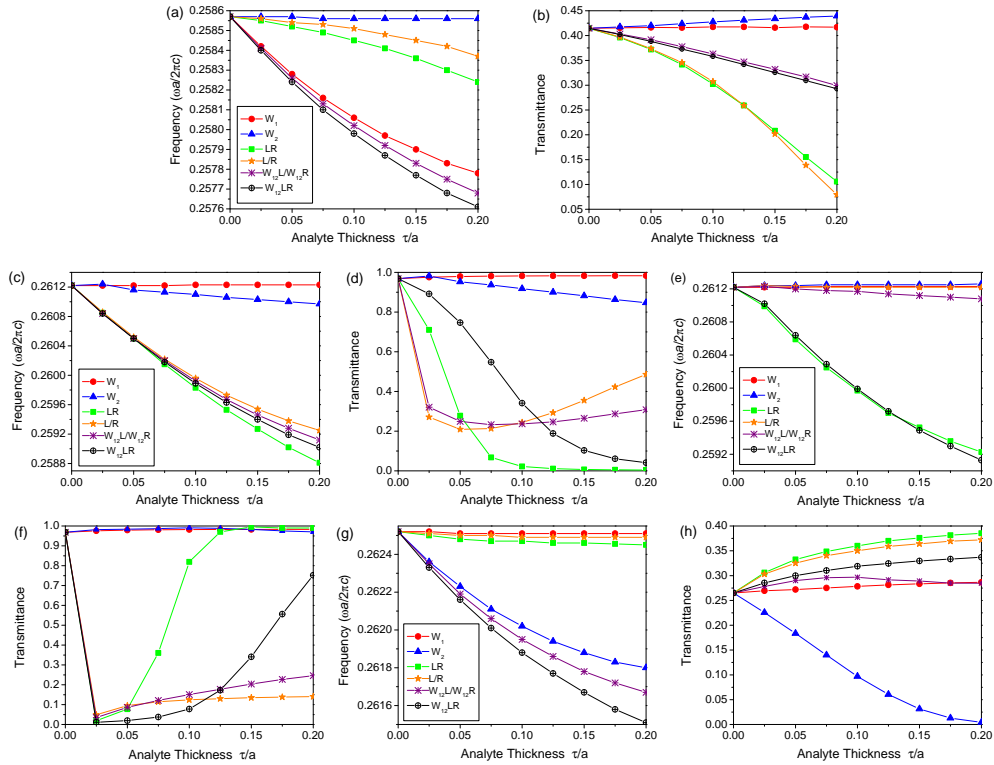 (a)
0.2586
0.2585
0.2584
0.2583
0.2582
0.2581
0.2580
0.2579
0.2578
0.2577
0.2576
Frequency (ωa/2πc)
W₁
W₂
LR
L/R
W₁₂L/W₁₂R
W₁₂LR
0.00 0.05 0.10 0.15 0.20
Analyte Thickness τ/a
(b)
0.45
0.40
0.35
0.30
0.25
0.20
0.15
0.10
0.05
Transmittance
0.00 0.05 0.10 0.15 0.20
Analyte Thickness τ/a
(c)
0.2612
0.2608
0.2604
0.2600
0.2596
0.2592
0.2588
Frequency (ωa/2πc)
W₁
W₂
LR
L/R
W₁₂L/W₁₂R
W₁₂LR
0.00 0.05 0.10 0.15 0.20
Analyte Thickness τ/a
(d)
1.0
0.8
0.6
0.4
0.2
0.0
Transmittance
0.00 0.05 0.10 0.15 0.20
Analyte Thickness τ/a
(e)
0.2612
0.2608
0.2604
0.2600
0.2596
0.2592
Frequency (ωa/2πc)
W₁
W₂
LR
L/R
W₁₂L/W₁₂R
W₁₂LR
0.00 0.05 0.10 0.15 0.20
Analyte Thickness τ/a
(f)
1.0
0.9
0.8
0.7
0.6
0.5
0.4
0.3
0.2
0.1
0.0
Transmittance
0.00 0.05 0.10 0.15 0.20
Analyte Thickness τ/a
(g)
0.2624
0.2622
0.2620
0.2618
0.2616
Frequency (ωa/2πc)
W₁
W₂
LR
L/R
W₁₂L/W₁₂R
W₁₂LR
0.00 0.05 0.10 0.15 0.20
Analyte Thickness τ/a
(h)
0.40
0.35
0.30
0.25
0.20
0.15
0.10
0.05
0.00
Transmittance
0.00 0.05 0.10 0.15 0.20
Analyte Thickness τ/a